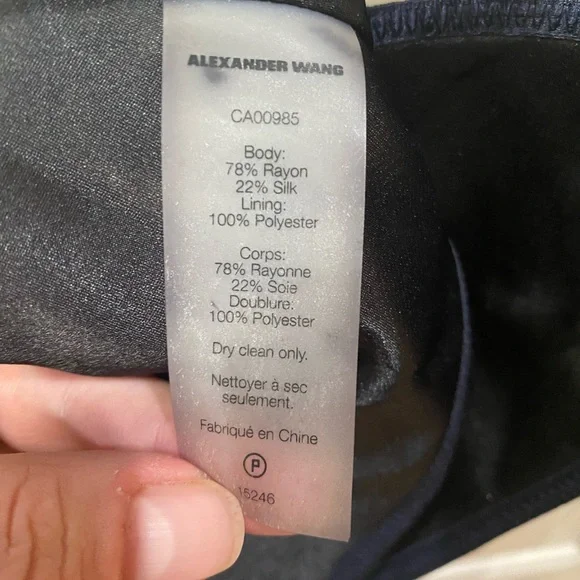 ALEXANDER WANG
CA00985
Body:
78% Rayon
22% Silk
Lining:
100% Polyester
Corps:
78% Rayonne
22% Soie
Doublure:
100% Polyester
Dry clean only.
Nettoyer à sec
seulement.
Fabriqué en Chine
P
15246